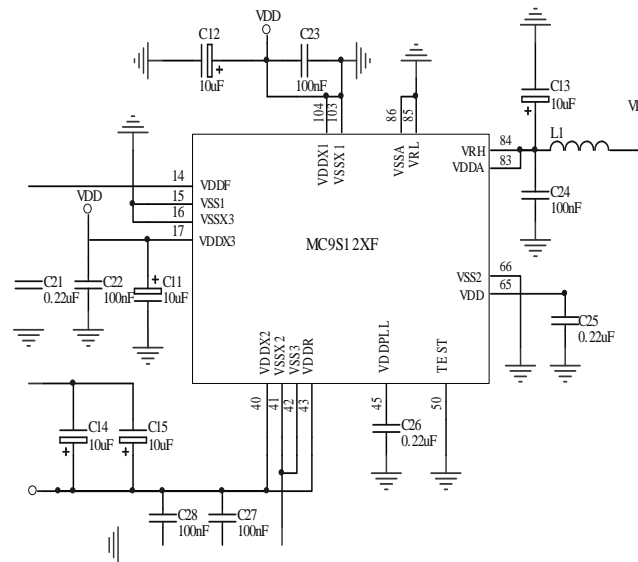 VDD
C12
10uF
+
C23
100nF
104
103
VDDX1
VSSX1
86
85
VSSA
VRL
C13
10uF
+
L1
84
VRH
83
VDDA
C24
100nF
14
VDDF
15
VSS1
16
VSSX3
17
VDDX3
VDD
MC9S12XF
C21
0.22uF
C22
100nF
+
C11
10uF
66
VSS2
65
VDD
C25
0.22uF
VDDX2
VSSX2
VSS3
VDDR
VDDPLL
TEST
40
41
42
43
45
50
C26
0.22uF
C14
10uF
+
C15
10uF
+
C28
100nF
C27
100nF